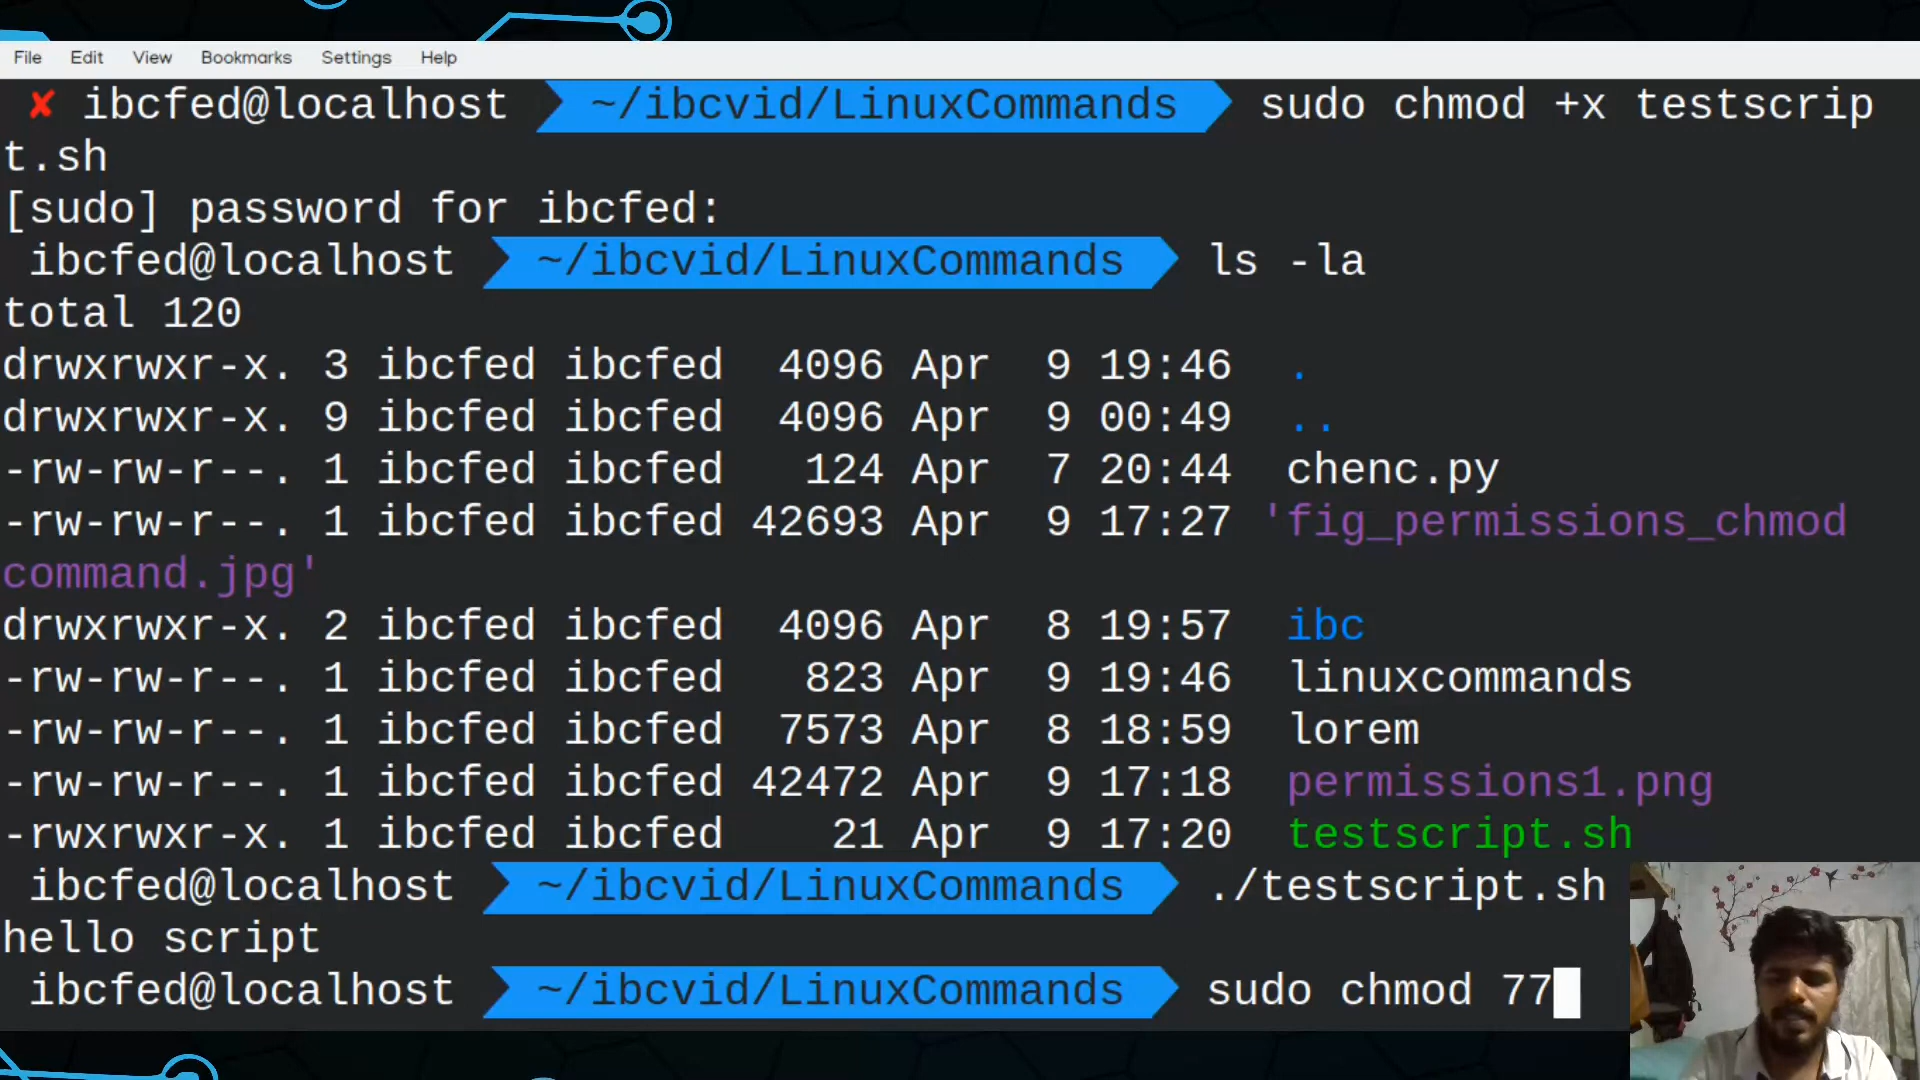 File Edit View Bookmarks Settings Help
✘ ibcfed@localhost ~/ibcvid/LinuxCommands sudo chmod +x testscrip
t.sh
[sudo] password for ibcfed:
ibcfed@localhost ~/ibcvid/LinuxCommands ls -la
total 120
drwxrwxr-x. 3 ibcfed ibcfed 4096 Apr 9 19:46 .
drwxrwxr-x. 9 ibcfed ibcfed 4096 Apr 9 00:49 ..
-rw-rw-r--. 1 ibcfed ibcfed 124 Apr 7 20:44 chenc.py
-rw-rw-r--. 1 ibcfed ibcfed 42693 Apr 9 17:27 'fig_permissions_chmod
command.jpg'
drwxrwxr-x. 2 ibcfed ibcfed 4096 Apr 8 19:57 ibc
-rw-rw-r--. 1 ibcfed ibcfed 823 Apr 9 19:46 linuxcommands
-rw-rw-r--. 1 ibcfed ibcfed 7573 Apr 8 18:59 lorem
-rw-rw-r--. 1 ibcfed ibcfed 42472 Apr 9 17:18 permissions1.png
-rwxrwxr-x. 1 ibcfed ibcfed 21 Apr 9 17:20 testscript.sh
ibcfed@localhost ~/ibcvid/LinuxCommands ./testscript.sh
hello script
ibcfed@localhost ~/ibcvid/LinuxCommands sudo chmod 77